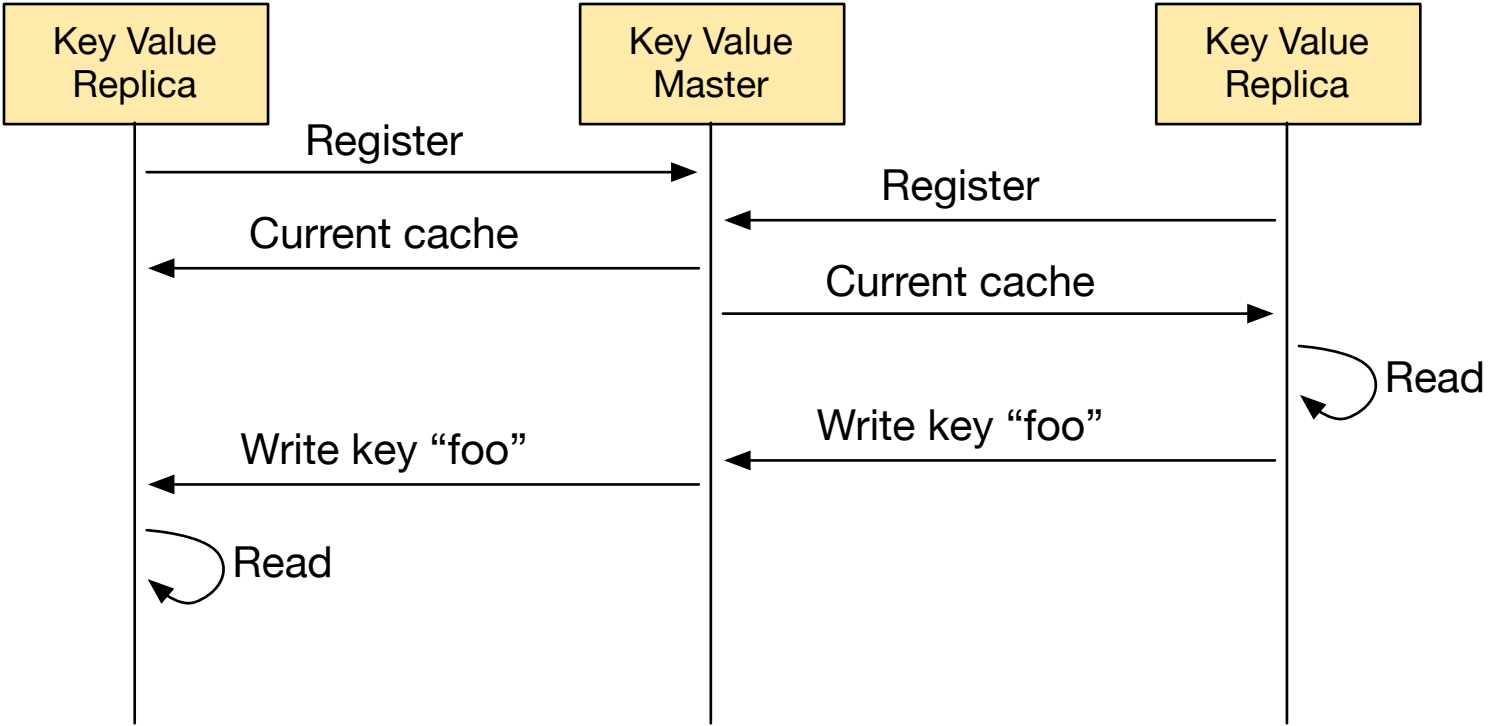 Key Value
Replica
Key Value
Master
Key Value
Replica
Register
Register
Current cache
Current cache
Read
Write key “foo”
Write key “foo”
Read